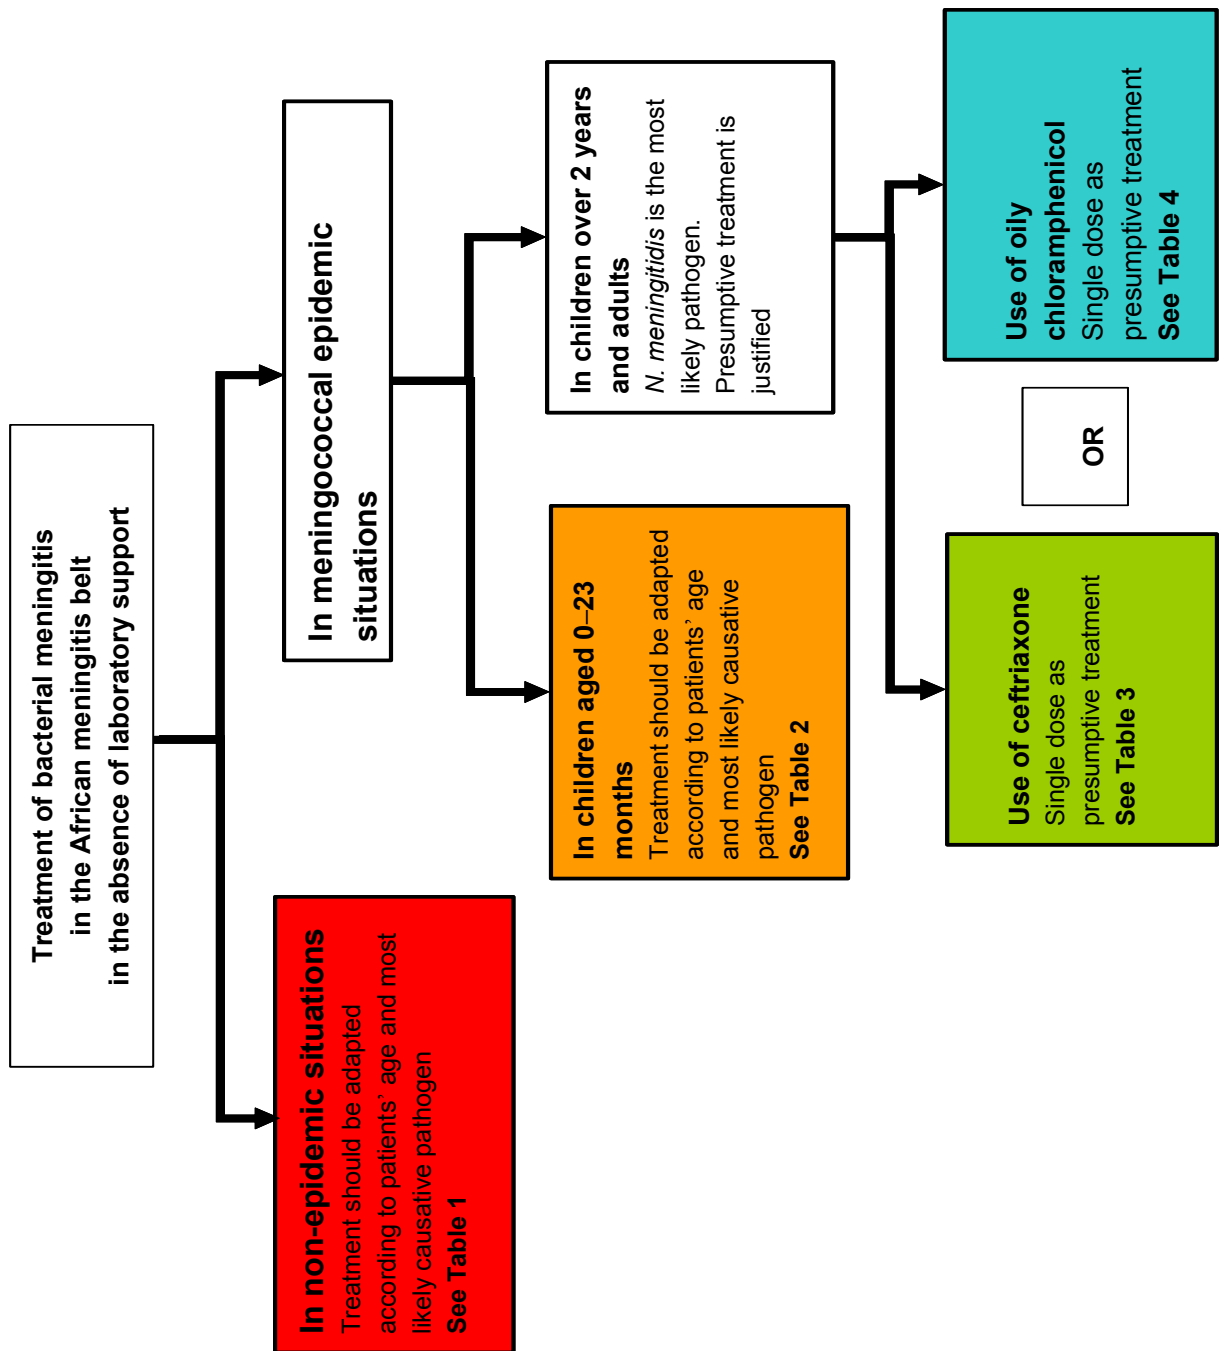 Treatment of bacterial meningitis
in the African meningitis belt
in the absence of laboratory support
In non-epidemic situations
Treatment should be adapted
according to patients’ age and most
likely causative pathogen
See Table 1
In meningococcal epidemic
situations
In children aged 0–23
months
Treatment should be adapted
according to patients’ age
and most likely causative
pathogen
See Table 2
In children over 2 years
and adults
N. meningitidis is the most
likely pathogen.
Presumptive treatment is
justified
Use of ceftriaxone
Single dose as
presumptive treatment
See Table 3
OR
Use of oily
chloramphenicol
Single dose as
presumptive treatment
See Table 4